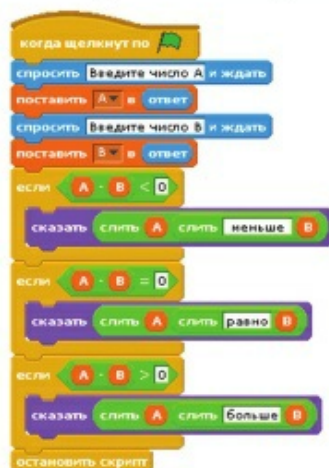 когда щелкнут по
спросить Введите число A и ждать
поставить A в ответ
спросить Введите число B и ждать
поставить B в ответ
если A - B < 0
сказать слить A слить меньше B
если A - B = 0
сказать слить A слить равно B
если A - B > 0
сказать слить A слить больше B
остановить скрипт